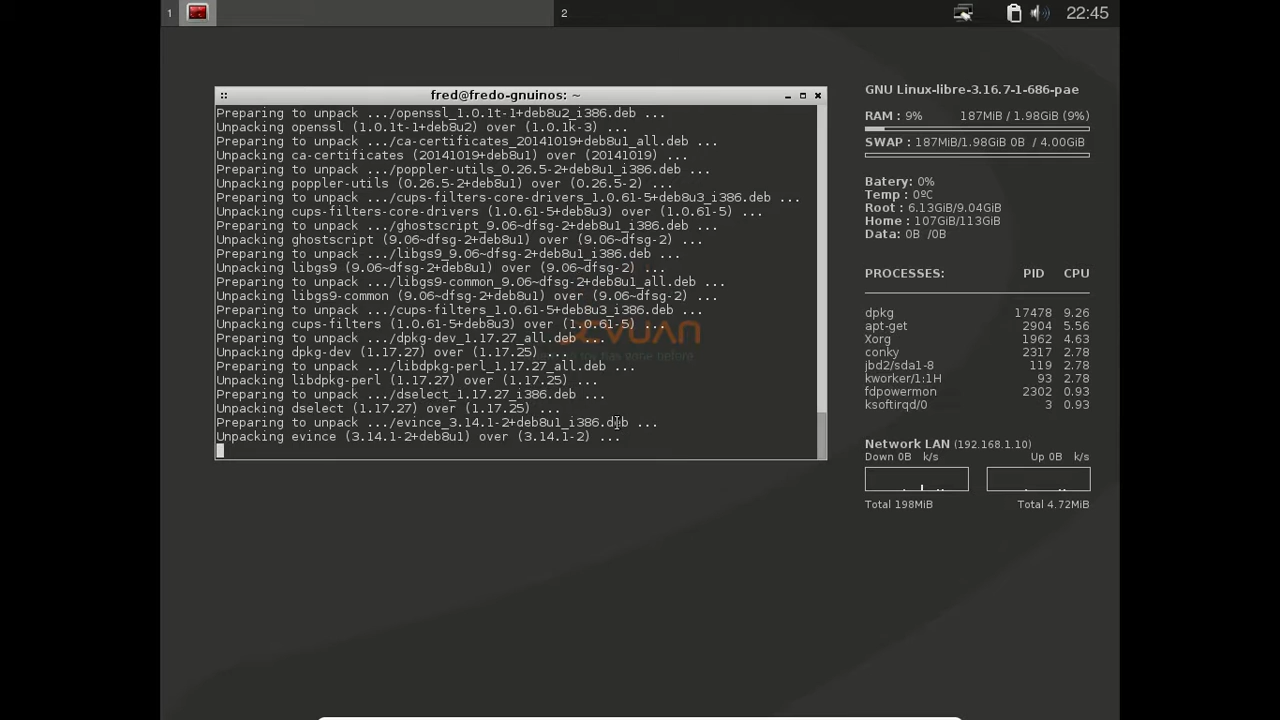 1
2
22:45
fred@fredo-gnuinos: ~
Preparing to unpack .../openssl_1.0.1t-1+deb8u2_i386.deb ...
Unpacking openssl (1.0.1t-1+deb8u2) over (1.0.1k-3) ...
Preparing to unpack .../ca-certificates_20141019+deb8u1_all.deb ...
Unpacking ca-certificates (20141019+deb8u1) over (20141019) ...
Preparing to unpack .../poppler-utils_0.26.5-2+deb8u1_i386.deb ...
Unpacking poppler-utils (0.26.5-2+deb8u1) over (0.26.5-2) ...
Preparing to unpack .../cups-filters-core-drivers_1.0.61-5+deb8u3_i386.deb ...
Unpacking cups-filters-core-drivers (1.0.61-5+deb8u3) over (1.0.61-5) ...
Preparing to unpack .../ghostscript_9.06~dfsg-2+deb8u1_i386.deb ...
Unpacking ghostscript (9.06~dfsg-2+deb8u1) over (9.06~dfsg-2) ...
Preparing to unpack .../libgs9_9.06~dfsg-2+deb8u1_i386.deb ...
Unpacking libgs9 (9.06~dfsg-2+deb8u1) over (9.06~dfsg-2) ...
Preparing to unpack .../libgs9-common_9.06~dfsg-2+deb8u1_all.deb ...
Unpacking libgs9-common (9.06~dfsg-2+deb8u1) over (9.06~dfsg-2) ...
Preparing to unpack .../cups-filters_1.0.61-5+deb8u3_i386.deb ...
Unpacking cups-filters (1.0.61-5+deb8u3) over (1.0.61-5) ...
Preparing to unpack .../dpkg-dev_1.17.27_all.deb ...
Unpacking dpkg-dev (1.17.27) over (1.17.25) ...
Preparing to unpack .../libdpkg-perl_1.17.27_all.deb ...
Unpacking libdpkg-perl (1.17.27) over (1.17.25) ...
Preparing to unpack .../dselect_1.17.27_i386.deb ...
Unpacking dselect (1.17.27) over (1.17.25) ...
Preparing to unpack .../evince_3.14.1-2+deb8u1_i386.deb ...
Unpacking evince (3.14.1-2+deb8u1) over (3.14.1-2) ...
GNU Linux-libre-3.16.7-1-686-pae
RAM : 9% 187MiB / 1.98GiB (9%)
SWAP : 187MiB/1.98GiB 0B / 4.00GiB
Batery: 0%
Temp : 0ºC
Root : 6.13GiB/9.04GiB
Home : 107GiB/113GiB
Data: 0B /0B
PROCESSES: PID CPU
dpkg 17478 9.26
apt-get 2904 5.56
Xorg 1962 4.63
conky 2317 2.78
jbd2/sda1-8 119 2.78
kworker/1:1H 93 2.78
fdpowermon 2302 0.93
ksoftirqd/0 3 0.93
Network LAN (192.168.1.10)
Down 0B k/s Up 0B k/s
Total 198MiB Total 4.72MiB